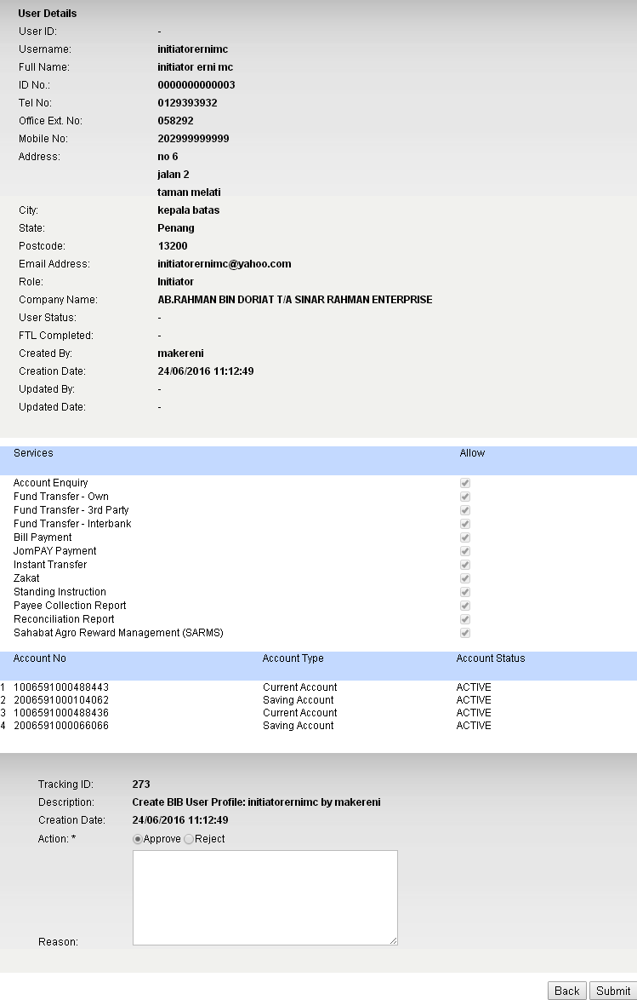 User Details
User ID: -
Username: initiatorernimc
Full Name: initiator erni mc
ID No.: 0000000000003
Tel No: 0129393932
Office Ext. No: 058292
Mobile No: 202999999999
Address: no 6
jalan 2
taman melati
City: kepala batas
State: Penang
Postcode: 13200
Email Address: initiatorernimc@yahoo.com
Role: Initiator
Company Name: AB.RAHMAN BIN DORIAT T/A SINAR RAHMAN ENTERPRISE
User Status: -
FTL Completed: -
Created By: makereni
Creation Date: 24/06/2016 11:12:49
Updated By: -
Updated Date: -
Services Allow
Account Enquiry
Fund Transfer - Own
Fund Transfer - 3rd Party
Fund Transfer - Interbank
Bill Payment
JomPAY Payment
Instant Transfer
Zakat
Standing Instruction
Payee Collection Report
Reconciliation Report
Sahabat Agro Reward Management (SARMS)
Account No Account Type Account Status
1 1006591000488443 Current Account ACTIVE
2 2006591000104062 Saving Account ACTIVE
3 1006591000488436 Current Account ACTIVE
4 2006591000066066 Saving Account ACTIVE
Tracking ID: 273
Description: Create BIB User Profile: initiatorernimc by makereni
Creation Date: 24/06/2016 11:12:49
Action: * Approve Reject
Reason:
Back Submit